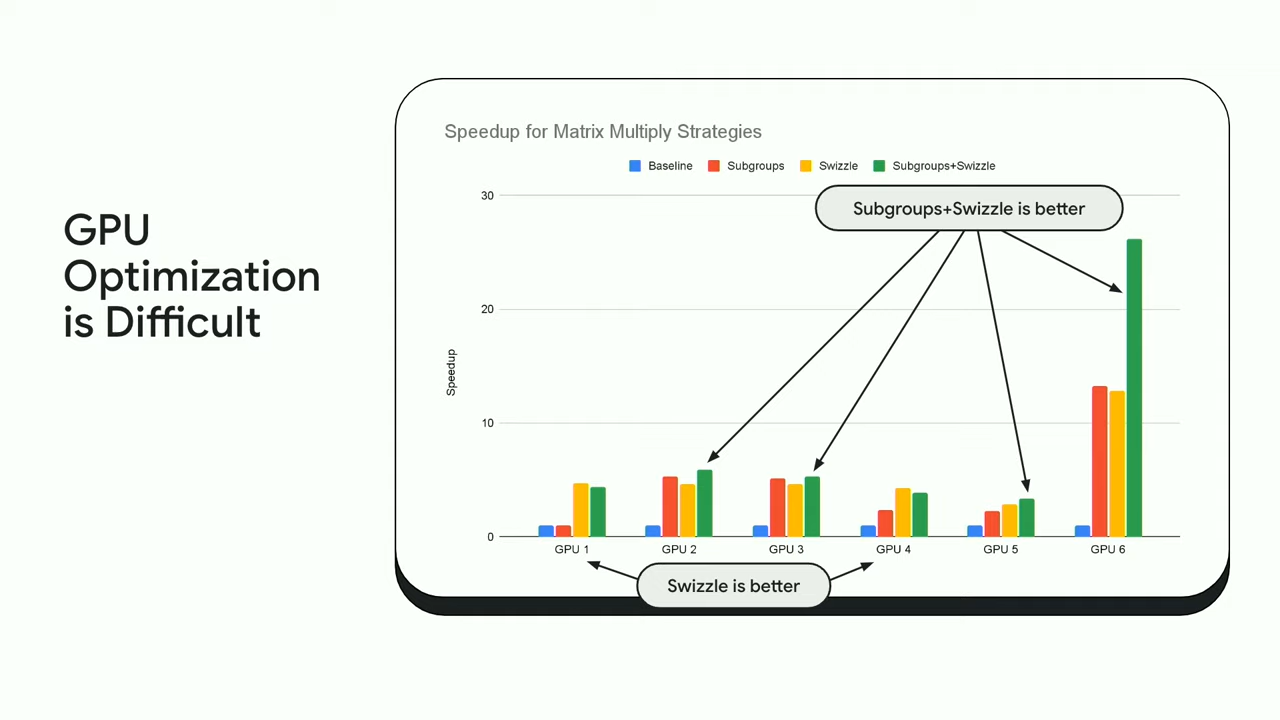 GPU
Optimization
is Difficult
Speedup for Matrix Multiply Strategies
Baseline Subgroups Swizzle Subgroups+Swizzle
Subgroups+Swizzle is better
30
20
10
0
Speedup
GPU 1 GPU 2 GPU 3 GPU 4 GPU 5 GPU 6
Swizzle is better